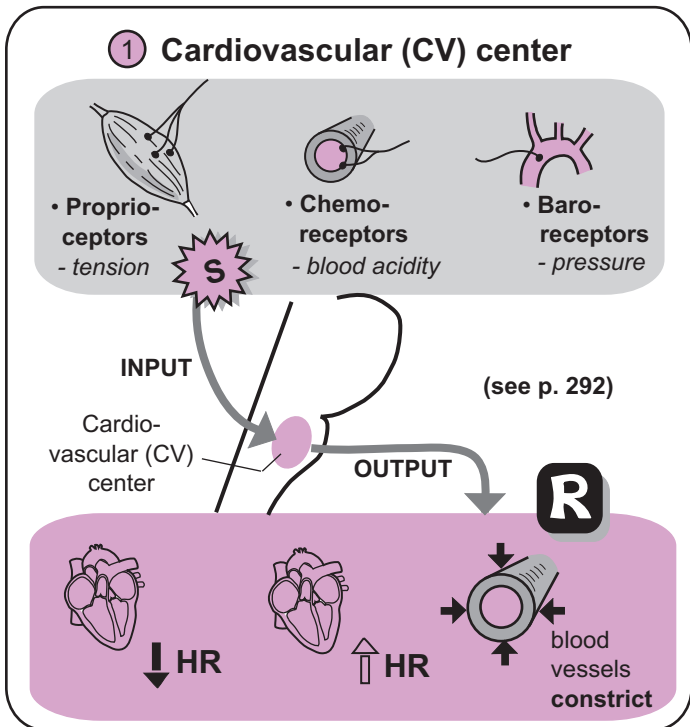 1 Cardiovascular (CV) center
• Proprio-
ceptors
- tension
• Chemo-
receptors
- blood acidity
• Baro-
receptors
- pressure
S
INPUT
(see p. 292)
Cardio-
vascular (CV)
center
OUTPUT
R
HR
HR
blood
vessels
constrict